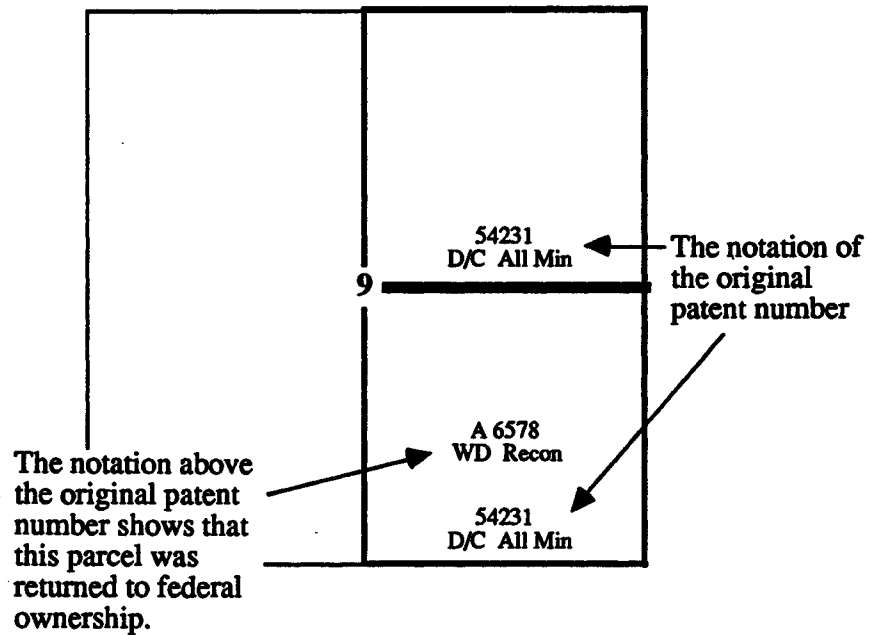 54231
D/C All Min
The notation of
the original
patent number
9
A 6578
WD Recon
The notation above
the original patent
number shows that
this parcel was
returned to federal
ownership.
54231
D/C All Min